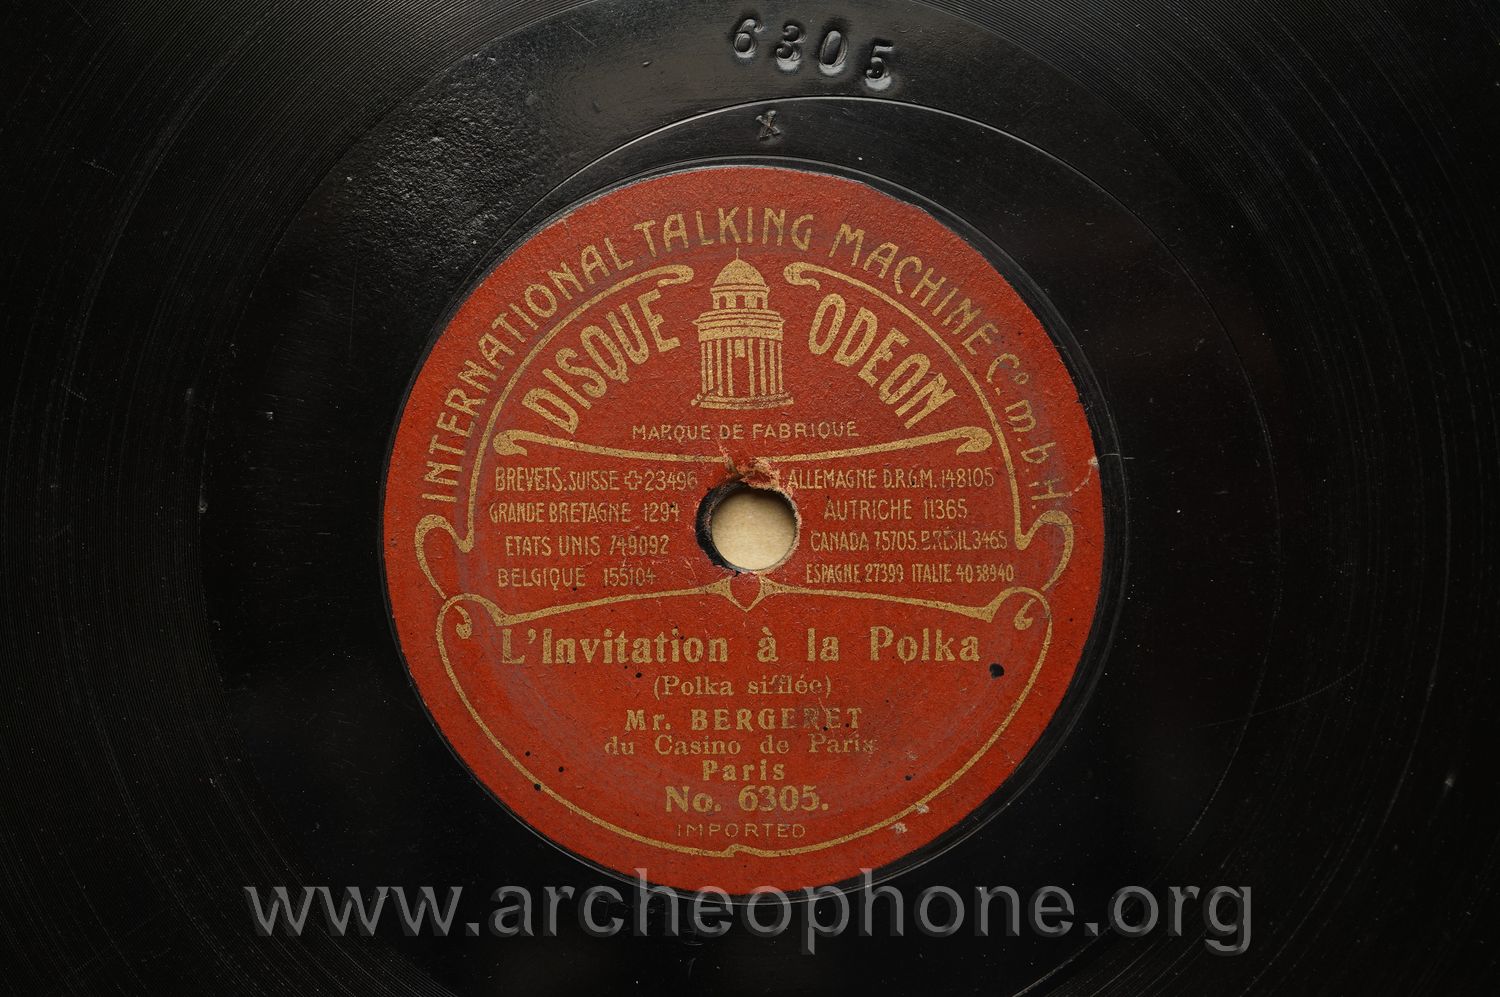 6305
X
INTERNATIONAL TALKING MACHINE Co. m. b. H.
DISQUE ODEON
MARQUE DE FABRIQUE
BREVETS: SUISSE 23496
GRANDE BRETAGNE 1294
ETATS UNIS 749092
BELGIQUE 155104
ALLEMAGNE D.R.G.M. 148105
AUTRICHE 11365
CANADA 75705. BRESIL 3465
ESPAGNE 27399 ITALIE 40 58940
L'Invitation à la Polka
(Polka sifflée)
Mr. BERGERET
du Casino de Paris
Paris
No. 6305.
IMPORTED
www.archeophone.org